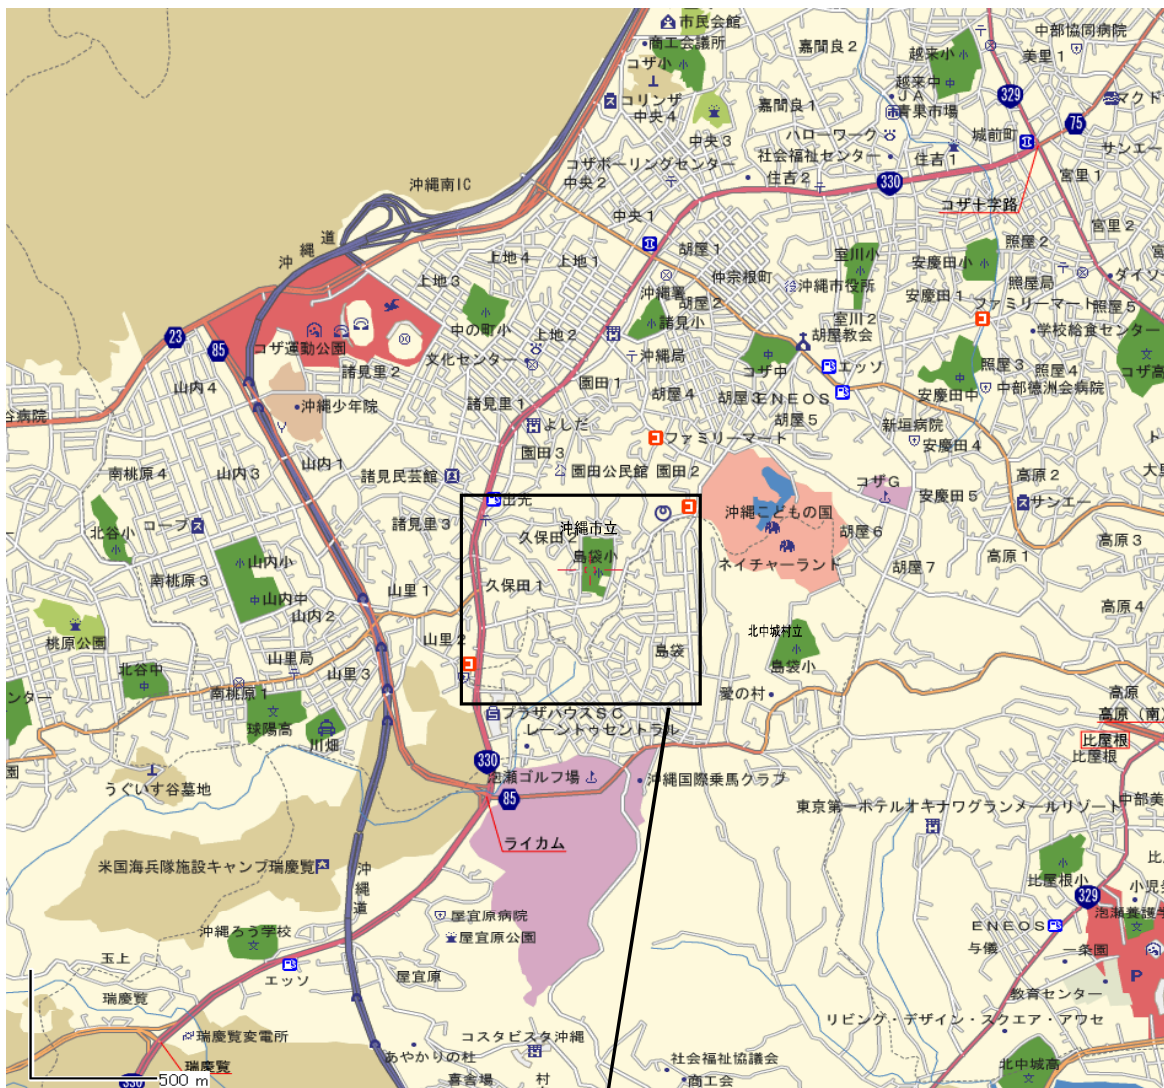 市民会館
商工会議所
コザ小
コリンザ
中央4
嘉間良2
越来小
越来中
JA
青果市場
中部協同病院
美里1
329
75
マクド
サンエー
嘉間良1
中央3
ハローワーク
城前町
住吉1
社会福祉センター
コザボーリングセンター
中央2
住吉2
330
宮里1
コザ十字路
宮里2
沖縄南IC
沖縄道
中央1
胡屋1
上地4
上地1
上地3
仲宗根町
沖縄市役所
室川小
安慶田小
照屋2
照屋局
ダイソ
沖縄署
胡屋2
諸見小
安慶田1
ファミリーマート
照屋5
室川2
学校給食センター
中の町小
上地2
胡屋教会
23
85
コザ運動公園
諸見里2
文化センター
沖縄局
コザ中
エッソ
照屋3
照屋4
コザ高
山内4
園田1
胡屋4
胡屋3
ENEOS
安慶田中
中部徳洲会病院
谷病院
沖縄少年院
諸見里1
よしだ
胡屋5
新垣病院
安慶田4
ファミリーマート
山内1
園田3
園田公民館
園田2
南桃原4
山内3
諸見民芸館
コザG
高原2
出光
安慶田5
サンエー
北谷小
コープ
諸見里3
久保田2
沖縄市立
島袋小
沖縄こどもの国
胡屋6
高原3
高原1
ネイチャーランド
胡屋7
南桃原3
山内小
山内中
山里1
久保田1
高原4
山内2
桃原公園
山里2
北中城村立
島袋小
島袋
北谷中
山里局
山里3
ンター
南桃原1
愛の村
高原
球陽高
川畑
プラザハウスSC
高原（南）
レーントゥセントラル
比屋根
比屋根
園
330
うぐいす谷墓地
泡瀬ゴルフ場
沖縄国際乗馬クラブ
85
東京第一ホテルオキナワグランメールリゾート
中部美
ライカム
米国海兵隊施設キャンプ瑞慶覧
沖縄道
比屋根小
比
小児
329
屋宜原病院
泡瀬養護学
沖縄ろう学校
屋宜原公園
ENEOS
与儀
一条園
玉上
エッソ
屋宜原
P
瑞慶覧
教育センター
リビング・デザイン・スクエア・アワセ
瑞慶覧変電所
コスタビスタ沖縄
あやかりの杜
社会福祉協議会
北中城高
瑞慶覧
330
500 m
喜舎場
村
商工会